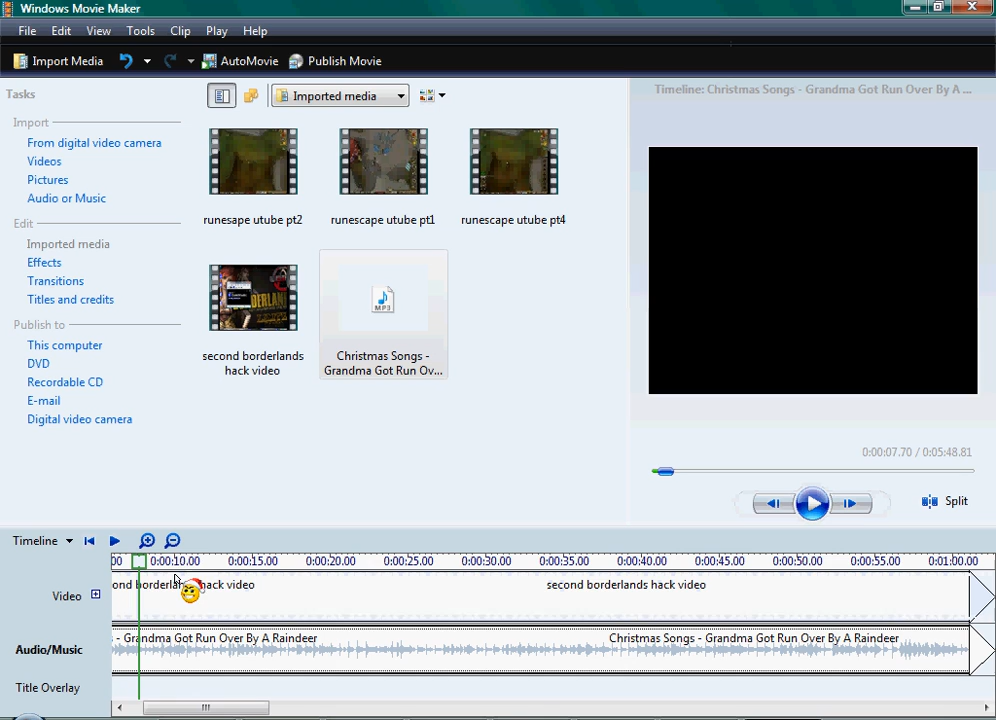 Windows Movie Maker
File Edit View Tools Clip Play Help
Import Media AutoMovie Publish Movie
Tasks
Imported media
Timeline: Christmas Songs - Grandma Got Run Over By A ...
Import
From digital video camera
Videos
Pictures
Audio or Music
Edit
Imported media
Effects
Transitions
Titles and credits
Publish to
This computer
DVD
Recordable CD
E-mail
Digital video camera
runesape utube pt2
runescape utube pt1
runescape utube pt4
second borderlands
hack video
MP3
Christmas Songs -
Grandma Got Run Ov...
0:00:07.70 / 0:05:48.81
Split
Timeline
00 0:00:10.00 0:00:15.00 0:00:20.00 0:00:25.00 0:00:30.00 0:00:35.00 0:00:40.00 0:00:45.00 0:00:50.00 0:00:55.00 0:01:00.00
Video
ond borderlands hack video second borderlands hack video
Audio/Music
s - Grandma Got Run Over By A Raindeer Christmas Songs - Grandma Got Run Over By A Raindeer
Title Overlay